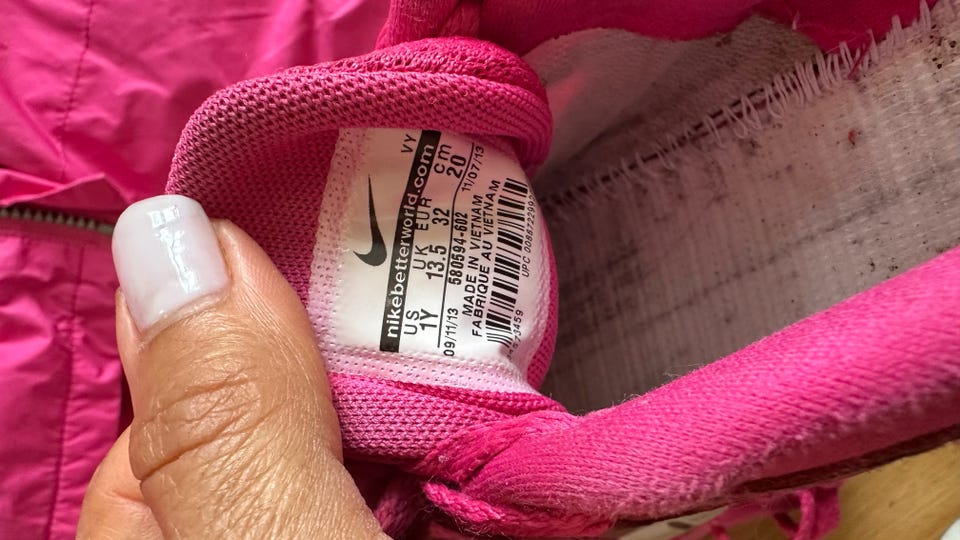 nikebetterworld.com VY
US UK EUR cm
1Y 13.5 32 20
09/11/13 580594-602 11/07/13
MADE IN VIETNAM
FABRIQUE AU VIETNAM
UPC